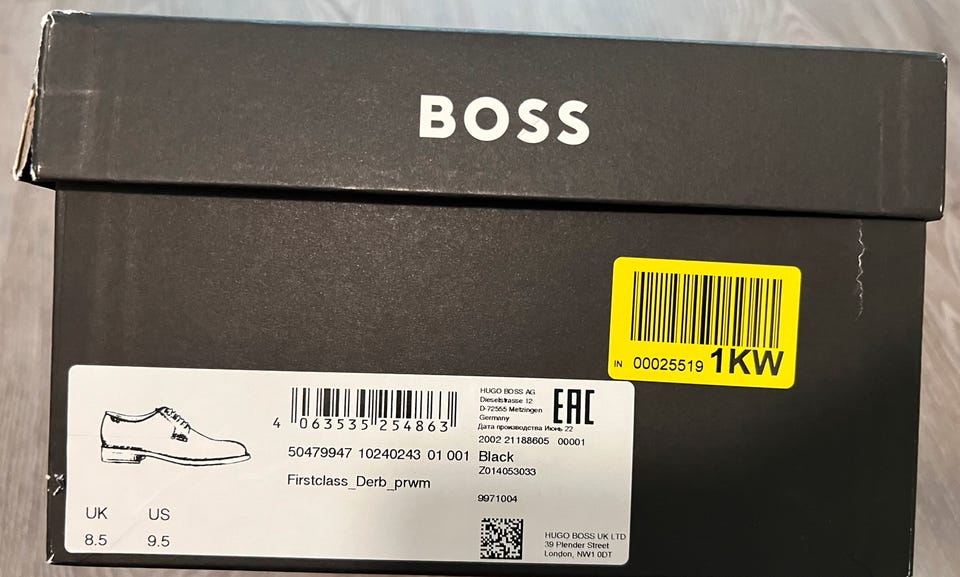 BOSS
IN 00025519 1KW
4 063535 254863
50479947 10240243 01 001
Firstclass_Derb_prwm
HUGO BOSS AG
Dieselstrasse 12
D-72555 Metzingen
Germany
Дата производства Июнь 22
EAC
2002 21188605 00001
Black
Z014053033
9971004
UK US
8.5 9.5
HUGO BOSS UK LTD
39 Plender Street
London, NW1 0DT